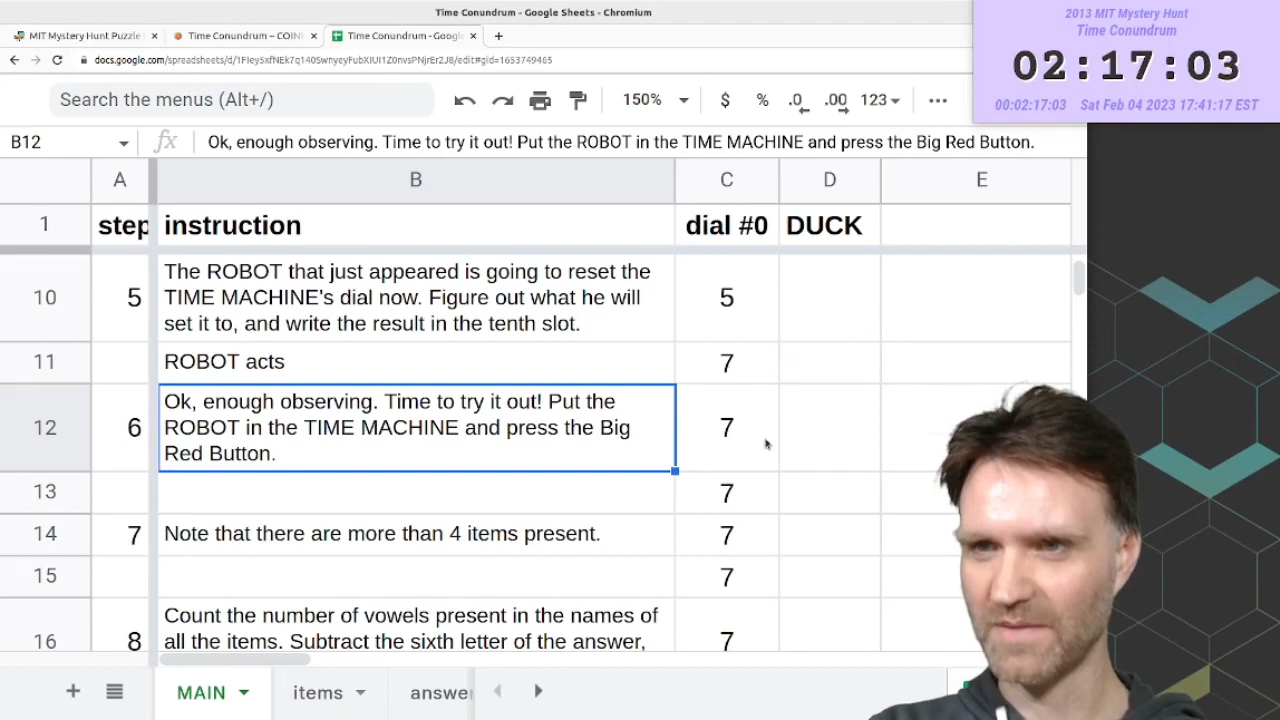 Time Conundrum - Google Sheets - Chromium
MIT Mystery Hunt Puzzle
Time Conundrum – COIN
Time Conundrum - Goog
2013 MIT Mystery Hunt
Time Conundrum
02:17:03
00:02:17:03 Sat Feb 04 2023 17:41:17 EST
Search the menus (Alt+/)
150%
$ % .0 .00 123
B12
fx
Ok, enough observing. Time to try it out! Put the ROBOT in the TIME MACHINE and press the Big Red Button.
A B C D E
1 step instruction dial #0 DUCK
10 5 The ROBOT that just appeared is going to reset the
TIME MACHINE's dial now. Figure out what he will
set it to, and write the result in the tenth slot.
5
11 ROBOT acts 7
12 6 Ok, enough observing. Time to try it out! Put the
ROBOT in the TIME MACHINE and press the Big
Red Button.
7
13 7
14 7 Note that there are more than 4 items present. 7
15 7
16 8 Count the number of vowels present in the names of
all the items. Subtract the sixth letter of the answer,
7
MAIN items answe